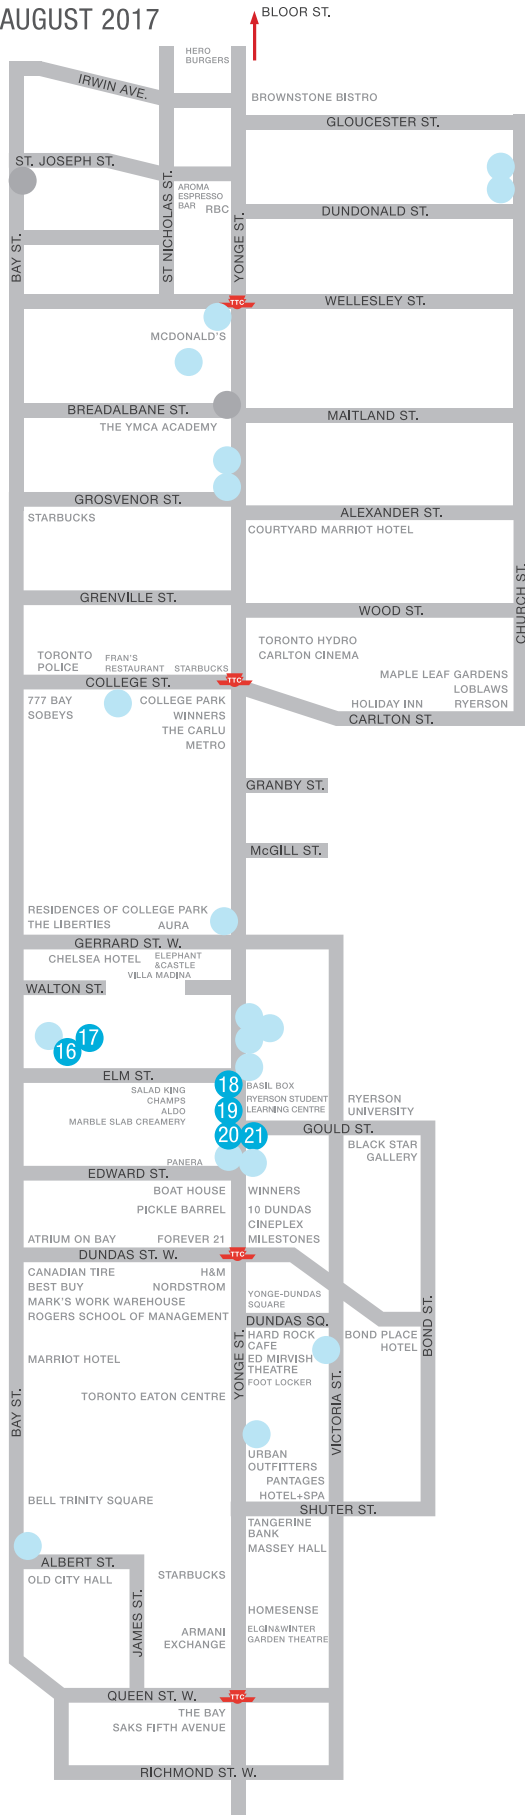 AUGUST 2017
BLOOR ST.
HERO
BURGERS
IRWIN AVE.
BROWNSTONE BISTRO
GLOUCESTER ST.
ST. JOSEPH ST.
AROMA
ESPRESSO
BAR
RBC
DUNDONALD ST.
BAY ST.
ST NICHOLAS ST.
YONGE ST.
TTC
WELLESLEY ST.
MCDONALD'S
BREADALBANE ST.
MAITLAND ST.
THE YMCA ACADEMY
GROSVENOR ST.
STARBUCKS
ALEXANDER ST.
COURTYARD MARRIOT HOTEL
GRENVILLE ST.
WOOD ST.
CHURCH ST.
TORONTO HYDRO
CARLTON CINEMA
TORONTO
POLICE
FRAN'S
RESTAURANT
STARBUCKS
COLLEGE ST.
TTC
MAPLE LEAF GARDENS
LOBLAWS
HOLIDAY INN
RYERSON
CARLTON ST.
777 BAY
SOBEYS
COLLEGE PARK
WINNERS
THE CARLU
METRO
GRANBY ST.
McGILL ST.
RESIDENCES OF COLLEGE PARK
THE LIBERTIES
AURA
GERRARD ST. W.
CHELSEA HOTEL
ELEPHANT
&CASTLE
VILLA MADINA
WALTON ST.
16
17
ELM ST.
18
BASIL BOX
SALAD KING
CHAMPS
ALDO
MARBLE SLAB CREAMERY
19
RYERSON STUDENT
LEARNING CENTRE
RYERSON
UNIVERSITY
20
21
GOULD ST.
BLACK STAR
GALLERY
PANERA
EDWARD ST.
BOAT HOUSE
WINNERS
PICKLE BARREL
10 DUNDAS
CINEPLEX
ATRIUM ON BAY
FOREVER 21
MILESTONES
DUNDAS ST. W.
TTC
CANADIAN TIRE
H&M
BEST BUY
NORDSTROM
MARK'S WORK WAREHOUSE
ROGERS SCHOOL OF MANAGEMENT
YONGE-DUNDAS
SQUARE
DUNDAS SQ.
HARD ROCK
CAFE
ED MIRVISH
THEATRE
FOOT LOCKER
BOND PLACE
HOTEL
BOND ST.
MARRIOT HOTEL
YONGE ST.
TORONTO EATON CENTRE
BAY ST.
VICTORIA ST.
URBAN
OUTFITTERS
PANTAGES
HOTEL+SPA
BELL TRINITY SQUARE
SHUTER ST.
TANGERINE
BANK
MASSEY HALL
ALBERT ST.
OLD CITY HALL
STARBUCKS
JAMES ST.
HOMESENSE
ARMANI
EXCHANGE
ELGIN&WINTER
GARDEN THEATRE
QUEEN ST. W.
TTC
THE BAY
SAKS FIFTH AVENUE
RICHMOND ST. W.